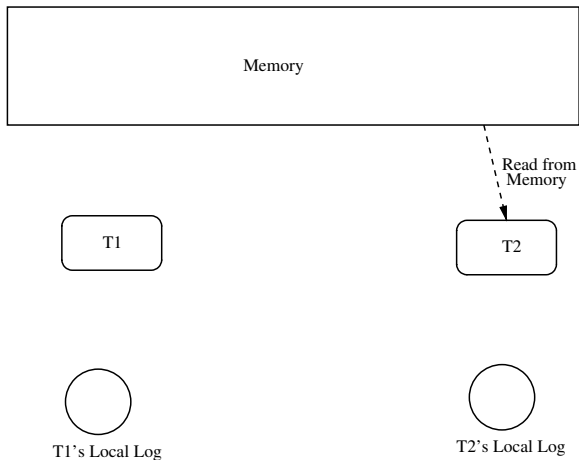 Memory
Read from
Memory
T1
T2
T1's Local Log
T2's Local Log